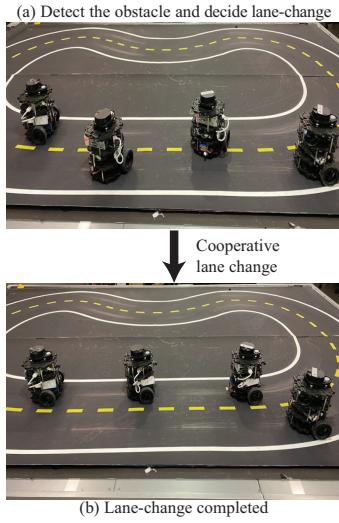 (a) Detect the obstacle and decide lane-change
Cooperative
lane change
(b) Lane-change completed